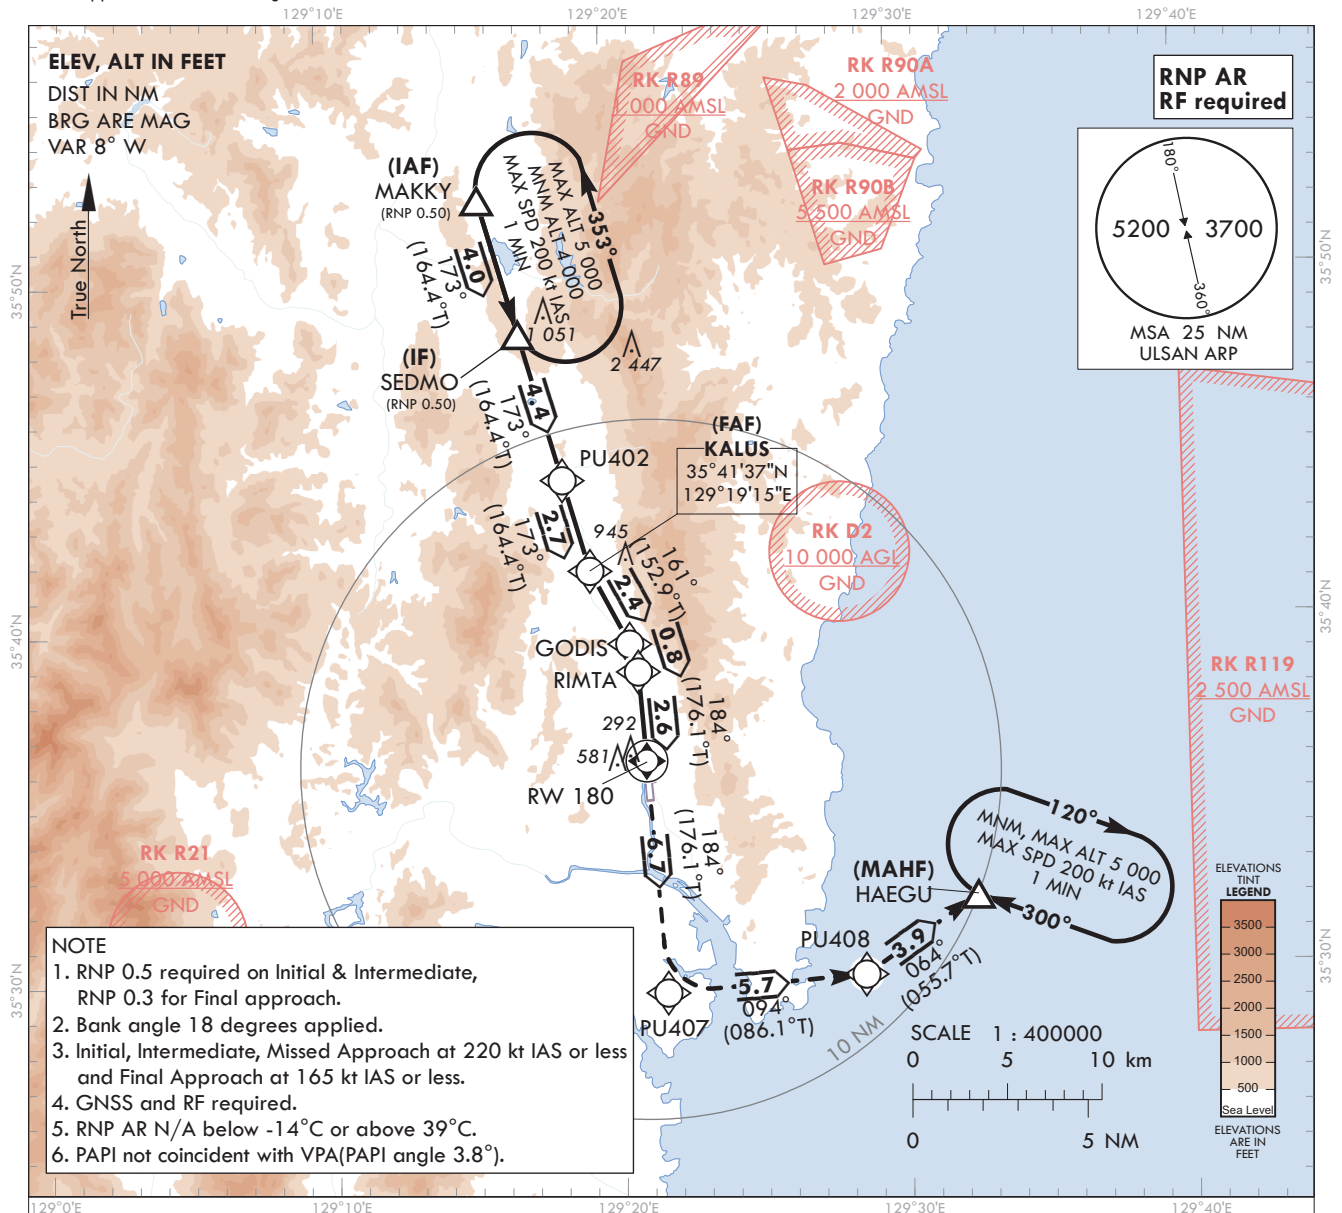 129°10'E
129°20'E
129°30'E
129°40'E
ELEV, ALT IN FEET
DIST IN NM
BRG ARE MAG
VAR 8° W
True North
RK R89
000 AMSL
GND
RK R90A
2 000 AMSL
GND
RK R90B
5 500 AMSL
GND
RNP AR
RF required
180°
5200
3700
360°
MSA 25 NM
ULSAN ARP
(IAF)
MAKKY
(RNP 0.50)
MAX ALT 5 000
MNM ALT 4 000
MAX SPD 200 kt IAS
1 MIN
353°
4.0
173°
(164.4°T)
35°50'N
35°50'N
1 051
2 447
(IF)
SEDMO
(RNP 0.50)
4.4
173°
(164.4°T)
(FAF)
KALUS
35°41'37"N
129°19'15"E
PU402
2.7
173°
(164.4°T)
945
RK D2
10 000 AGL
GND
161°
(152.9°T)
2.4
35°40'N
35°40'N
GODIS
0.8
RIMTA
RK R119
2 500 AMSL
GND
184°
(176.1°T)
2.6
292
581
RW 180
184°
(176.1°T)
6.7
120°
MNM, MAX ALT 5 000
MAX SPD 200 kt IAS
1 MIN
300°
(MAHF)
HAEGU
RK R21
5 000 AMSL
GND
PU408
3.9
064°
(055.7°T)
5.7
094°
(086.1°T)
PU407
10 NM
35°30'N
35°30'N
ELEVATIONS
TINT
LEGEND
3500
3000
2500
2000
1500
1000
500
Sea Level
ELEVATIONS
ARE IN
FEET
SCALE 1 : 400000
0 5 10 km
0 5 NM
NOTE
1. RNP 0.5 required on Initial & Intermediate,
RNP 0.3 for Final approach.
2. Bank angle 18 degrees applied.
3. Initial, Intermediate, Missed Approach at 220 kt IAS or less
and Final Approach at 165 kt IAS or less.
4. GNSS and RF required.
5. RNP AR N/A below -14°C or above 39°C.
6. PAPI not coincident with VPA(PAPI angle 3.8°).
129°0'E
129°10'E
129°20'E
129°30'E
129°40'E